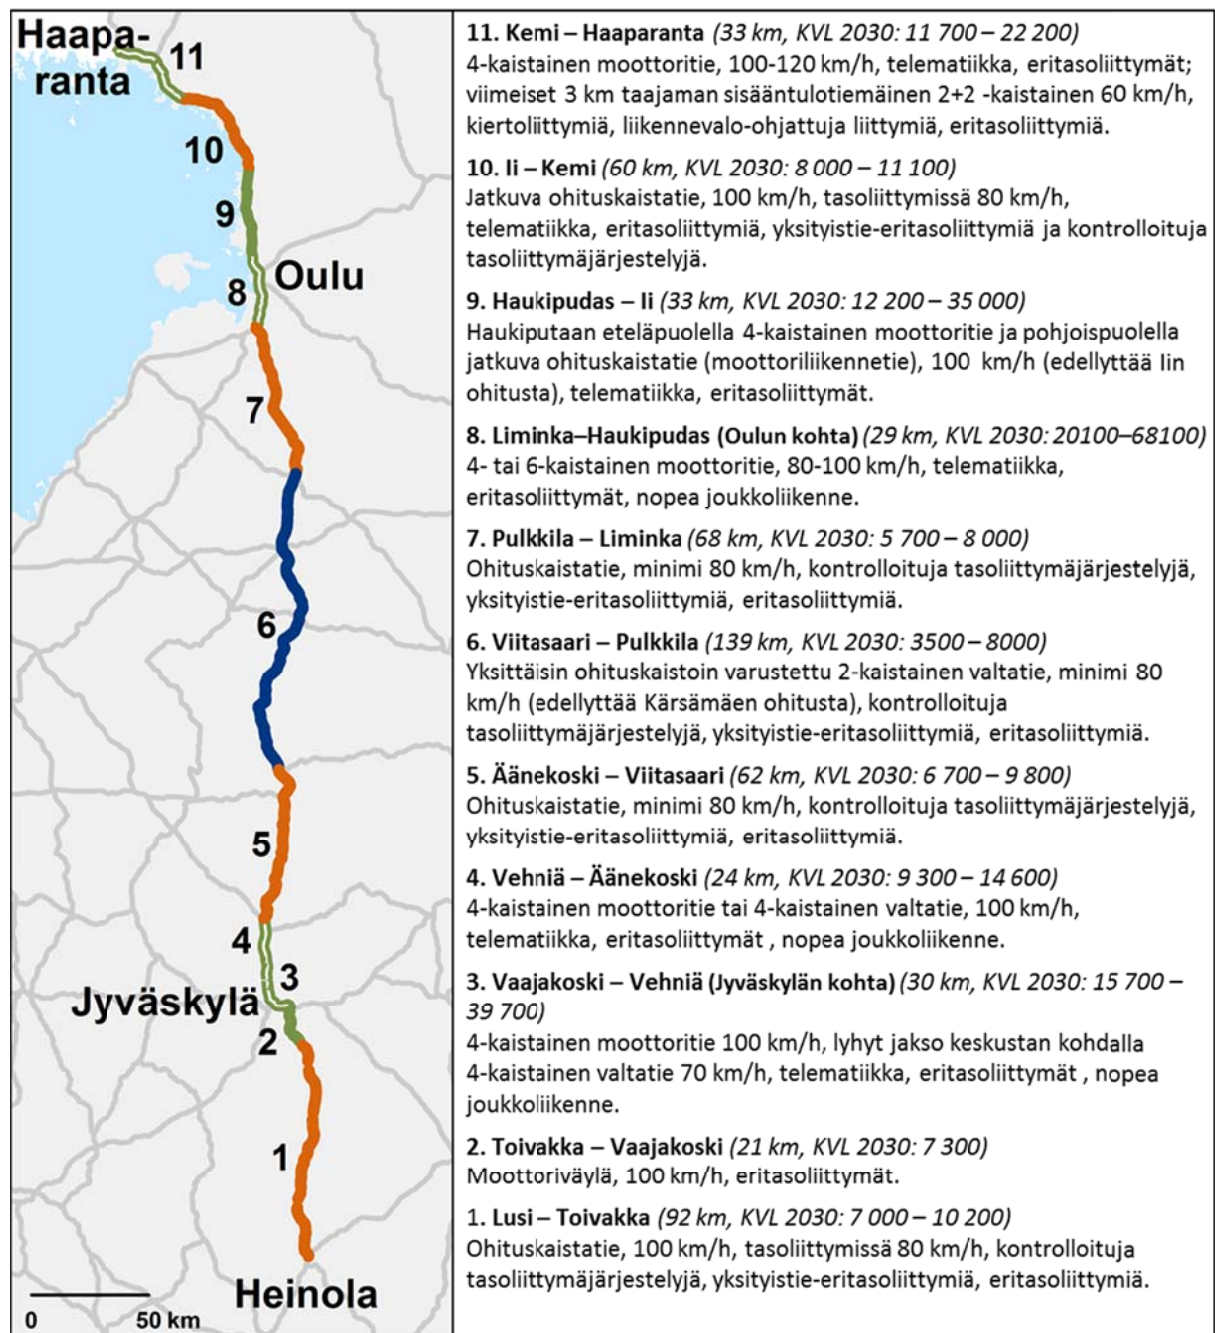 Haapa-
ranta
11
10
9
Oulu
8
7
6
5
4
3
Jyväskylä
2
1
Heinola
0 50 km
11. Kemi – Haaparanta (33 km, KVL 2030: 11 700 – 22 200)
4-kaistainen moottoritie, 100-120 km/h, telematiikka, eritasoliittymät;
viimeiset 3 km taajaman sisääntulotiemäinen 2+2 -kaistainen 60 km/h,
kiertoliittymiä, liikennevalo-ohjattuja liittymiä, eritasoliittymiä.
10. Ii – Kemi (60 km, KVL 2030: 8 000 – 11 100)
Jatkuva ohituskaistatie, 100 km/h, tasoliittymissä 80 km/h,
telematiikka, eritasoliittymiä, yksityistie-eritasoliittymiä ja kontrolloituja
tasoliittymäjärjestelyjä.
9. Haukipudas – Ii (33 km, KVL 2030: 12 200 – 35 000)
Haukiputaan eteläpuolella 4-kaistainen moottoritie ja pohjoispuolella
jatkuva ohituskaistatie (moottoriliikennetie), 100 km/h (edellyttää Iin
ohitusta), telematiikka, eritasoliittymät.
8. Liminka–Haukipudas (Oulun kohta) (29 km, KVL 2030: 20100–68100)
4- tai 6-kaistainen moottoritie, 80-100 km/h, telematiikka,
eritasoliittymät, nopea joukkoliikenne.
7. Pulkkila – Liminka (68 km, KVL 2030: 5 700 – 8 000)
Ohituskaistatie, minimi 80 km/h, kontrolloituja tasoliittymäjärjestelyjä,
yksityistie-eritasoliittymiä, eritasoliittymiä.
6. Viitasaari – Pulkkila (139 km, KVL 2030: 3500 – 8000)
Yksittäisin ohituskaistoin varustettu 2-kaistainen valtatie, minimi 80
km/h (edellyttää Kärsämäen ohitusta), kontrolloituja
tasoliittymäjärjestelyjä, yksityistie-eritasoliittymiä, eritasoliittymiä.
5. Äänekoski – Viitasaari (62 km, KVL 2030: 6 700 – 9 800)
Ohituskaistatie, minimi 80 km/h, kontrolloituja tasoliittymäjärjestelyjä,
yksityistie-eritasoliittymiä, eritasoliittymiä.
4. Vehniä – Äänekoski (24 km, KVL 2030: 9 300 – 14 600)
4-kaistainen moottoritie tai 4-kaistainen valtatie, 100 km/h,
telematiikka, eritasoliittymät , nopea joukkoliikenne.
3. Vaajakoski – Vehniä (Jyväskylän kohta) (30 km, KVL 2030: 15 700 –
39 700)
4-kaistainen moottoritie 100 km/h, lyhyt jakso keskustan kohdalla
4-kaistainen valtatie 70 km/h, telematiikka, eritasoliittymät , nopea
joukkoliikenne.
2. Toivakka – Vaajakoski (21 km, KVL 2030: 7 300)
Moottoriväylä, 100 km/h, eritasoliittymät.
1. Lusi – Toivakka (92 km, KVL 2030: 7 000 – 10 200)
Ohituskaistatie, 100 km/h, tasoliittymissä 80 km/h, kontrolloituja
tasoliittymäjärjestelyjä, yksityistie-eritasoliittymiä, eritasoliittymiä.